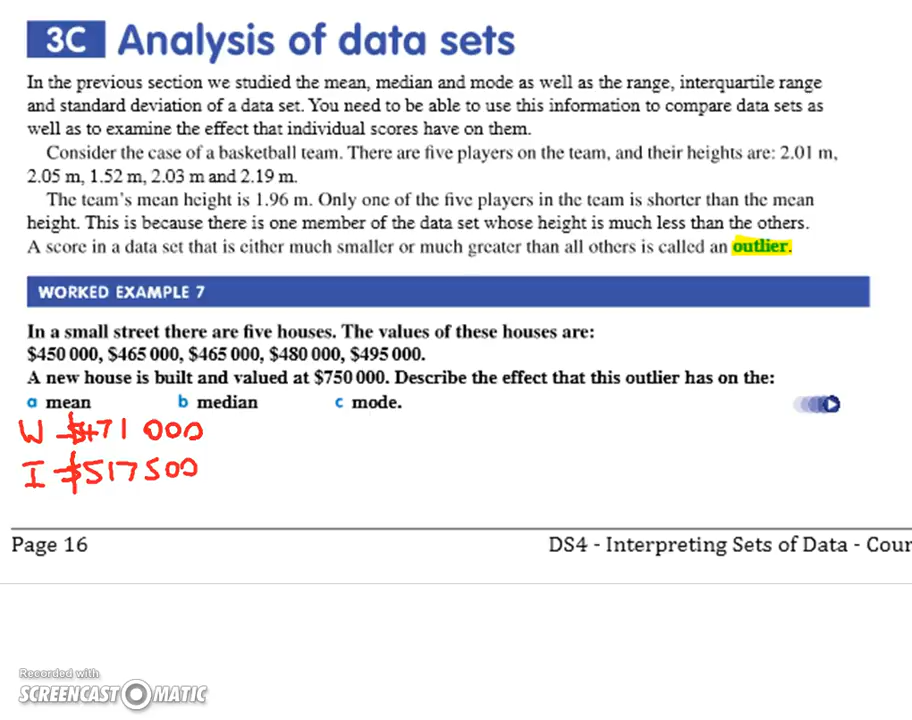 3C Analysis of data sets
In the previous section we studied the mean, median and mode as well as the range, interquartile range
and standard deviation of a data set. You need to be able to use this information to compare data sets as
well as to examine the effect that individual scores have on them.
Consider the case of a basketball team. There are five players on the team, and their heights are: 2.01 m,
2.05 m, 1.52 m, 2.03 m and 2.19 m.
The team's mean height is 1.96 m. Only one of the five players in the team is shorter than the mean
height. This is because there is one member of the data set whose height is much less than the others.
A score in a data set that is either much smaller or much greater than all others is called an outlier.
WORKED EXAMPLE 7
In a small street there are five houses. The values of these houses are:
$450 000, $465 000, $465 000, $480 000, $495 000.
A new house is built and valued at $750 000. Describe the effect that this outlier has on the:
a mean b median c mode.
W $471 000
I $517 500
Page 16 DS4 - Interpreting Sets of Data - Cour
Recorded with
SCREENCAST O MATIC